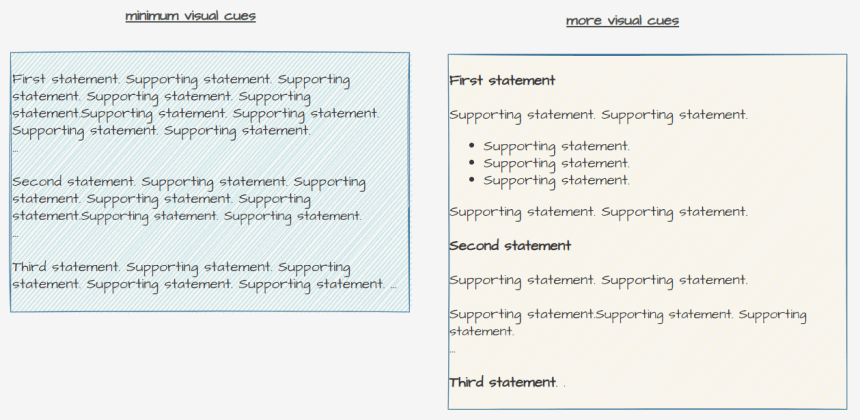 minimum visual cues
First statement. Supporting statement. Supporting
statement. Supporting statement. Supporting
statement.Supporting statement. Supporting statement.
Supporting statement. Supporting statement.
...
Second statement. Supporting statement. Supporting
statement. Supporting statement. Supporting
statement.Supporting statement. Supporting statement.
...
Third statement. Supporting statement. Supporting
statement. Supporting statement. Supporting statement. ...
more visual cues
First statement
Supporting statement. Supporting statement.
• Supporting statement.
• Supporting statement.
• Supporting statement.
Supporting statement. Supporting statement.
Second statement
Supporting statement. Supporting statement.
Supporting statement.Supporting statement. Supporting
statement.
...
Third statement. .